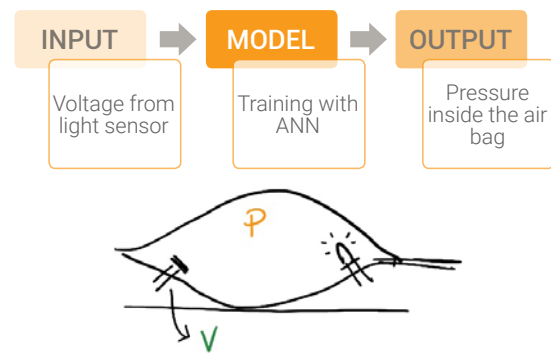 INPUT
MODEL
OUTPUT
Voltage from
light sensor
Training with
ANN
Pressure
inside the air
bag
P
V